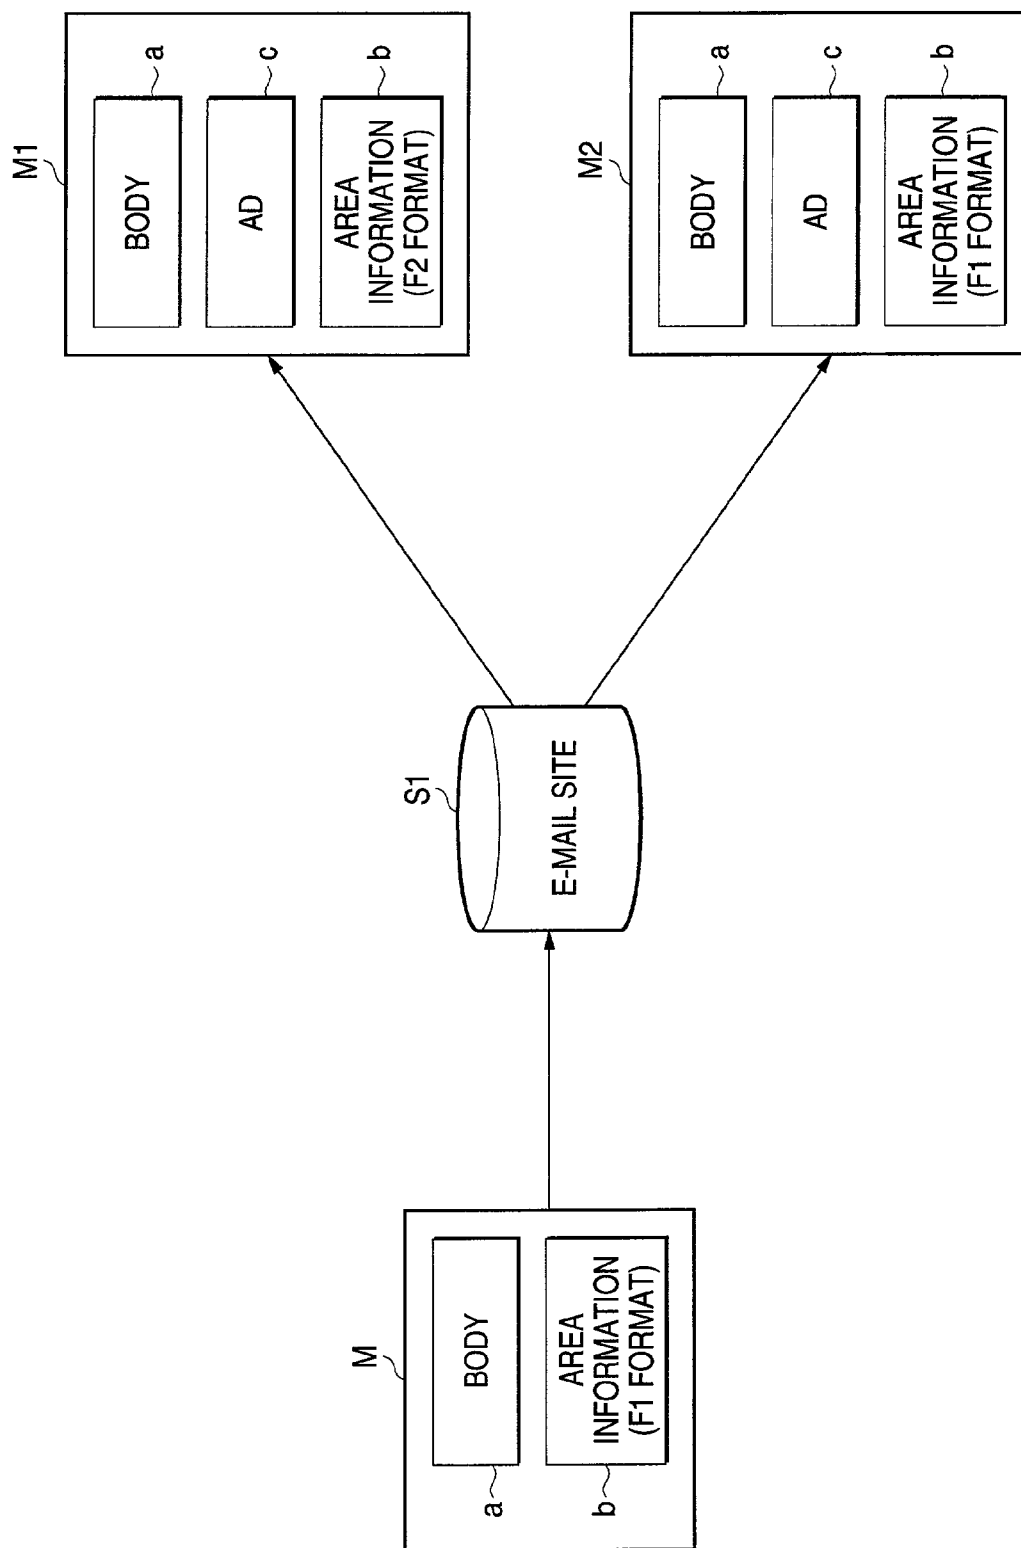 M
BODY
a
AREA
INFORMATION
(F1 FORMAT)
b
S1
E-MAIL SITE
M1
BODY
a
AD
c
AREA
INFORMATION
(F2 FORMAT)
b
M2
BODY
a
AD
c
AREA
INFORMATION
(F1 FORMAT)
b